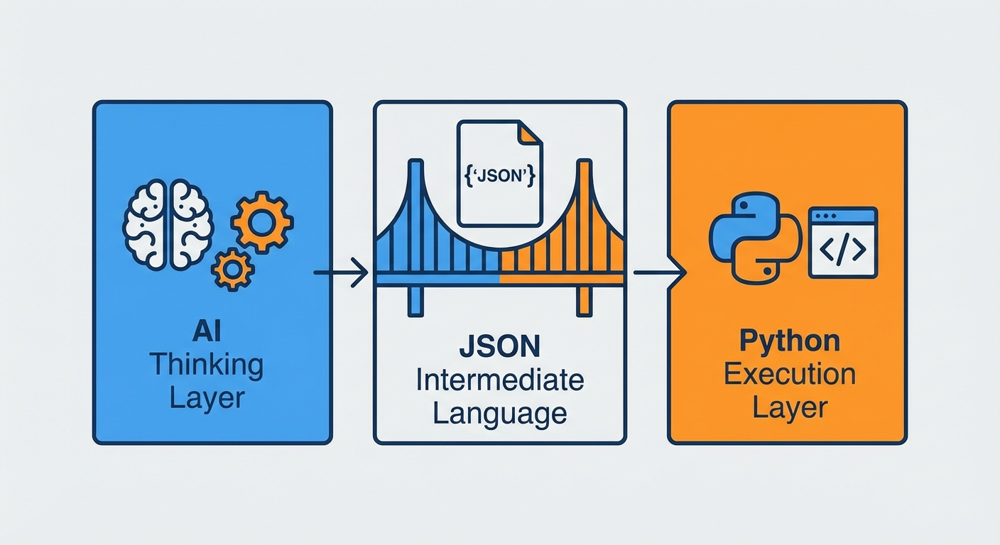 AI
Thinking
Layer
{‘JSON’}
JSON
Intermediate
Language
</>
Python
Execution
Layer